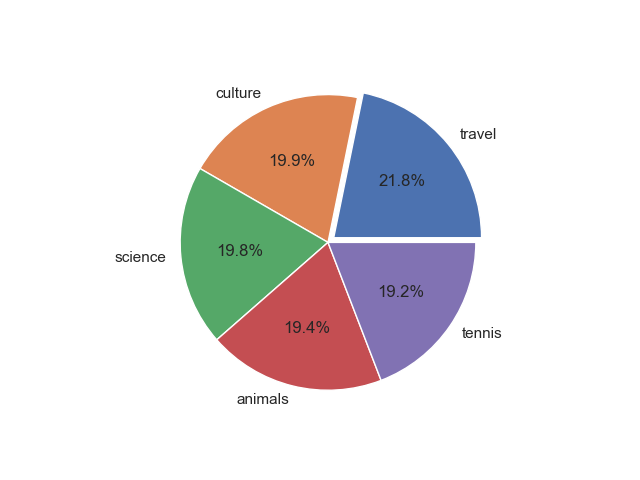 culture
travel
19.9%
21.8%
science
19.8%
19.2%
animals
19.4%
tennis